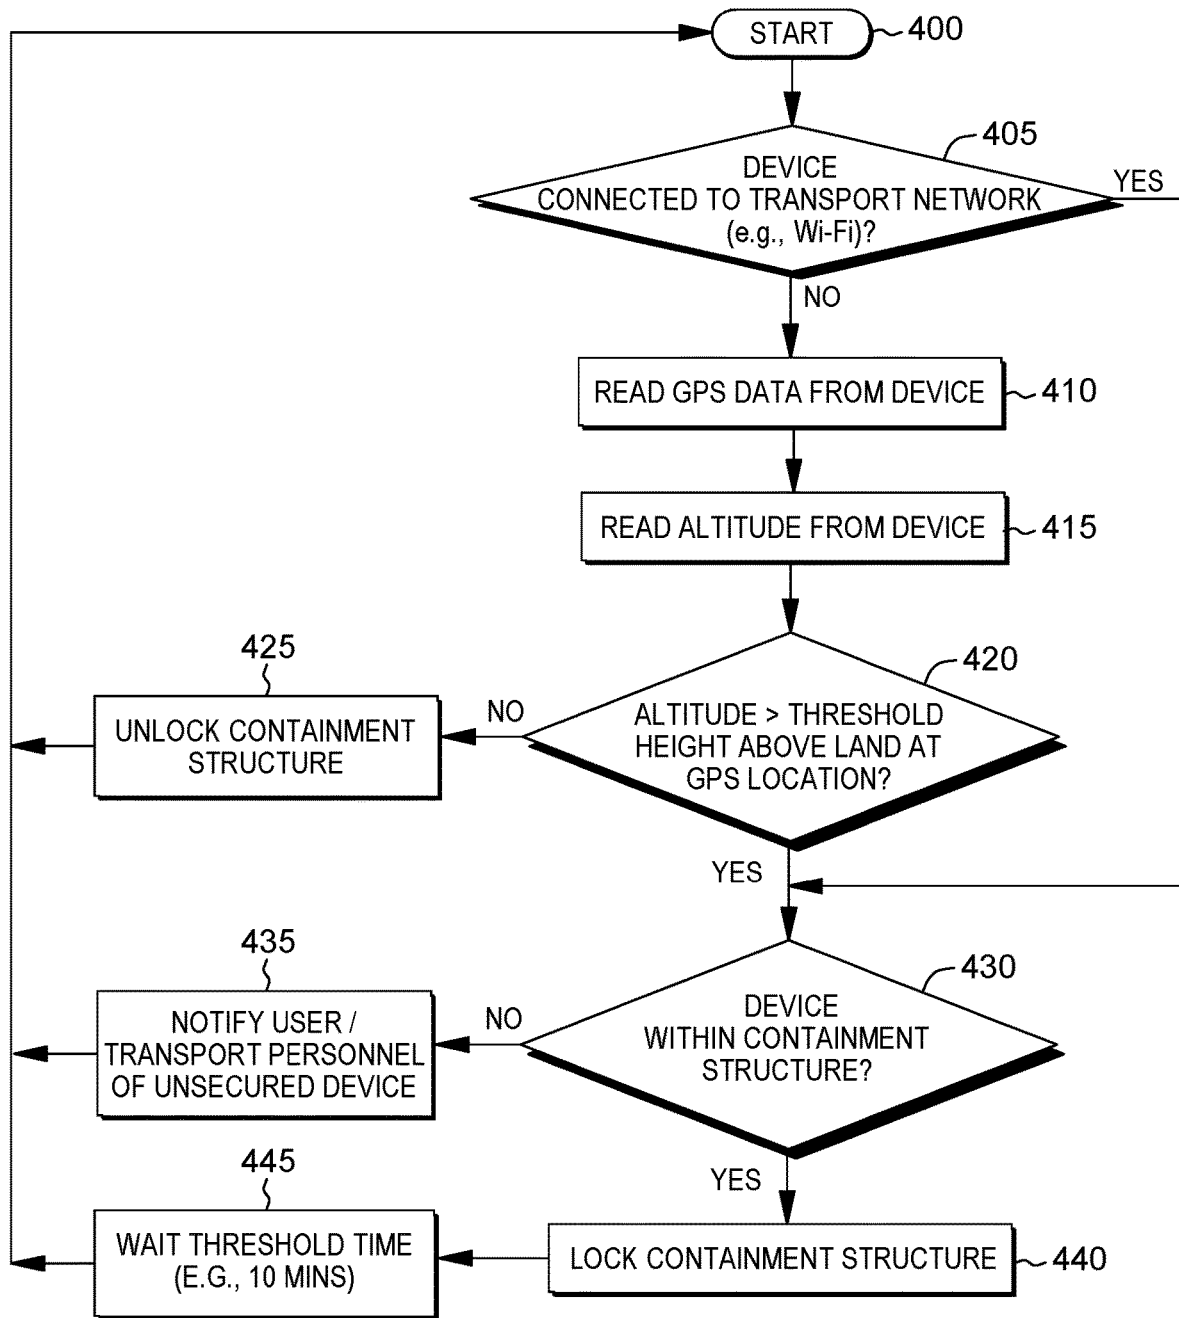 START
400
405
DEVICE
CONNECTED TO TRANSPORT NETWORK
(e.g., Wi-Fi)?
YES
NO
READ GPS DATA FROM DEVICE
410
READ ALTITUDE FROM DEVICE
415
420
ALTITUDE > THRESHOLD
HEIGHT ABOVE LAND AT
GPS LOCATION?
NO
425
UNLOCK CONTAINMENT
STRUCTURE
YES
430
DEVICE
WITHIN CONTAINMENT
STRUCTURE?
NO
435
NOTIFY USER /
TRANSPORT PERSONNEL
OF UNSECURED DEVICE
YES
LOCK CONTAINMENT STRUCTURE
440
445
WAIT THRESHOLD TIME
(E.G., 10 MINS)